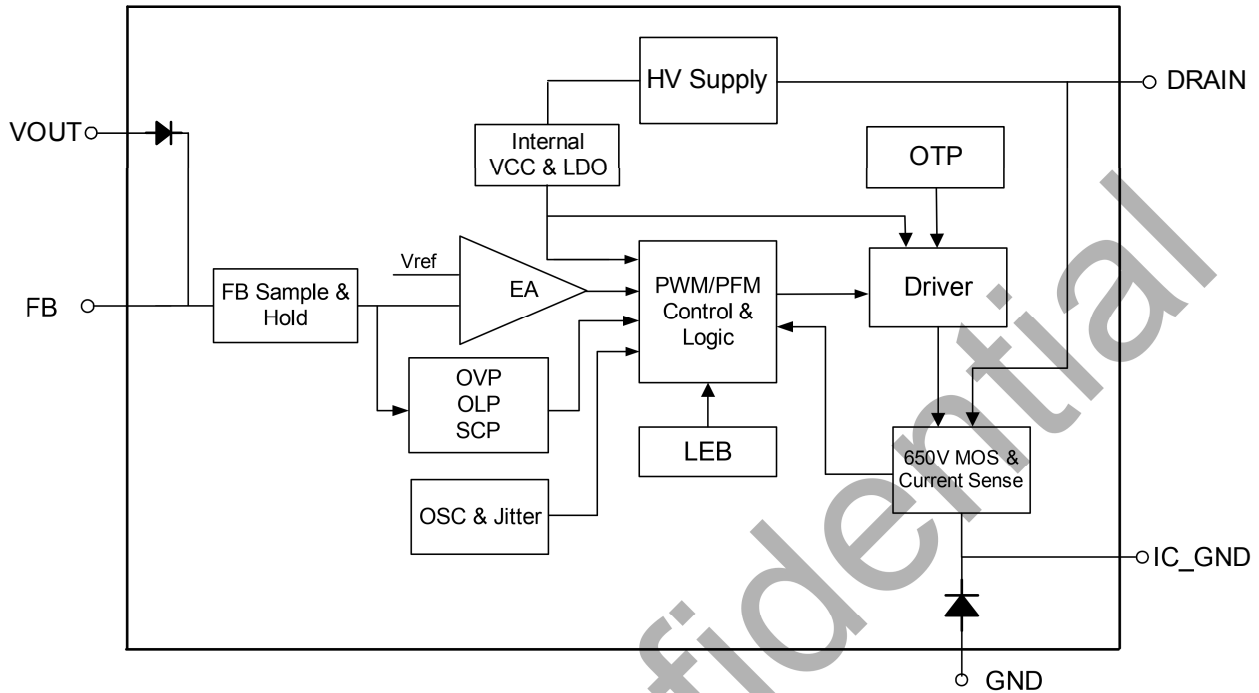 HV Supply
DRAIN
VOUT
Internal
VCC & LDO
OTP
Vref
EA
FB
FB Sample &
Hold
PWM/PFM
Control &
Logic
Driver
OVP
OLP
SCP
LEB
650V MOS &
Current Sense
OSC & Jitter
IC_GND
GND
fidential